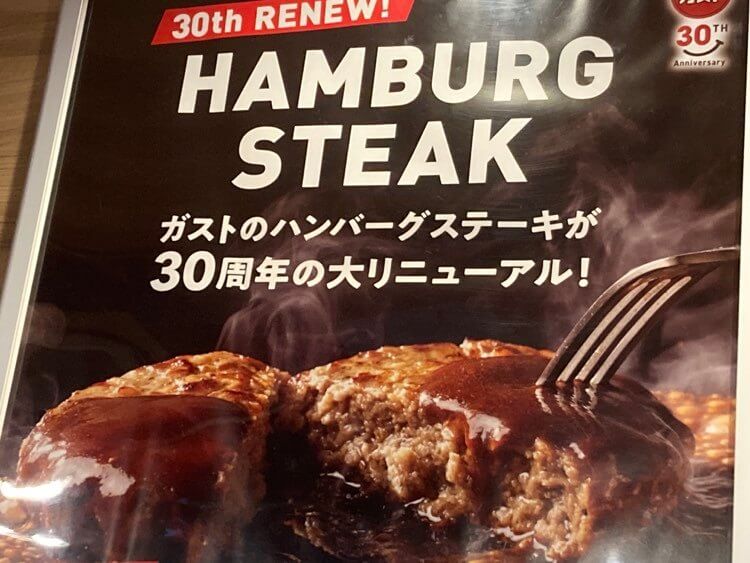 30th RENEW!
HAMBURG
STEAK
ガストのハンバーグステーキが
30周年の大リニューアル!
30TH
Anniversary